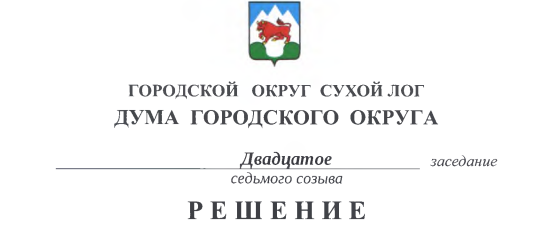 ГОРОДСКОЙ ОКРУГ СУХОЙ ЛОГ
ДУМА ГОРОДСКОГО ОКРУГА
Двадцатое заседание
седьмого созыва
Р Е Ш Е Н И Е